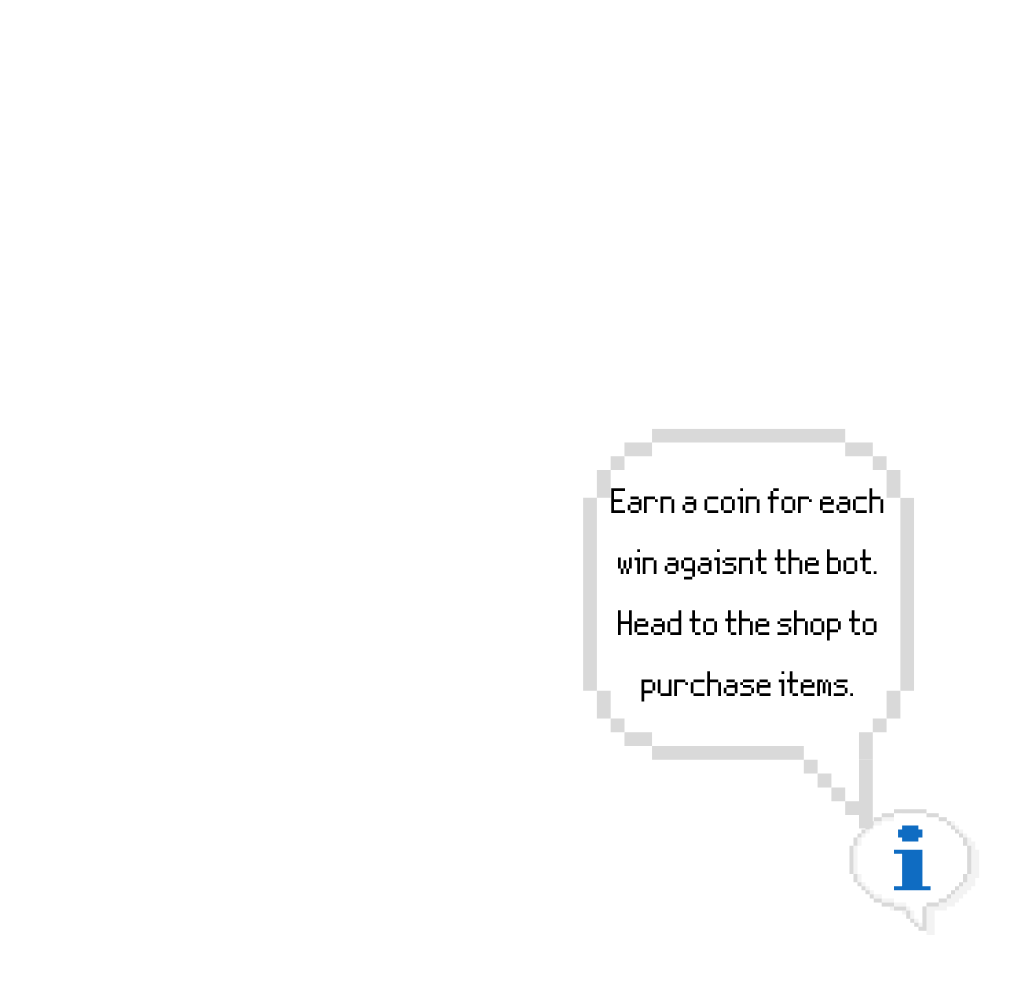 Earn a coin for each
win agaisnt the bot.
Head to the shop to
purchase items.
i